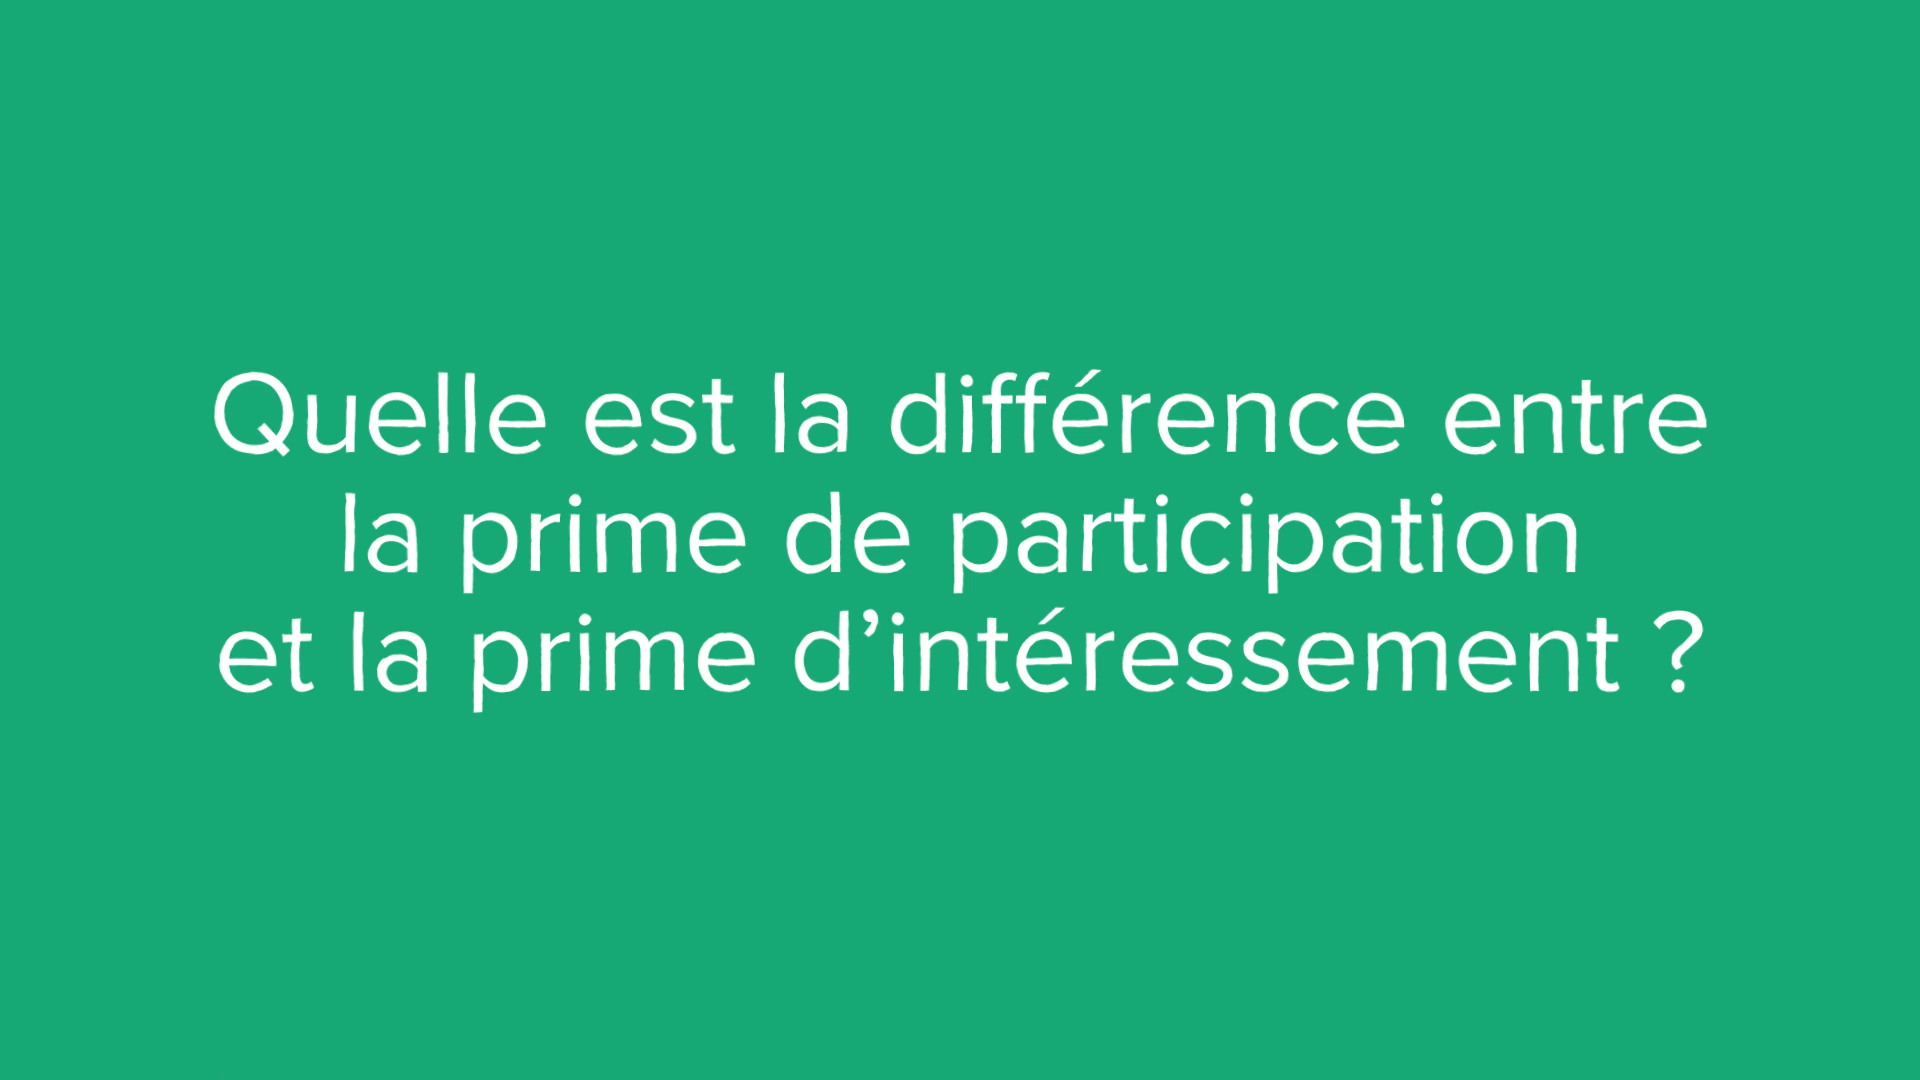 Quelle est la différence entre
la prime de participation
et la prime d’intéressement ?